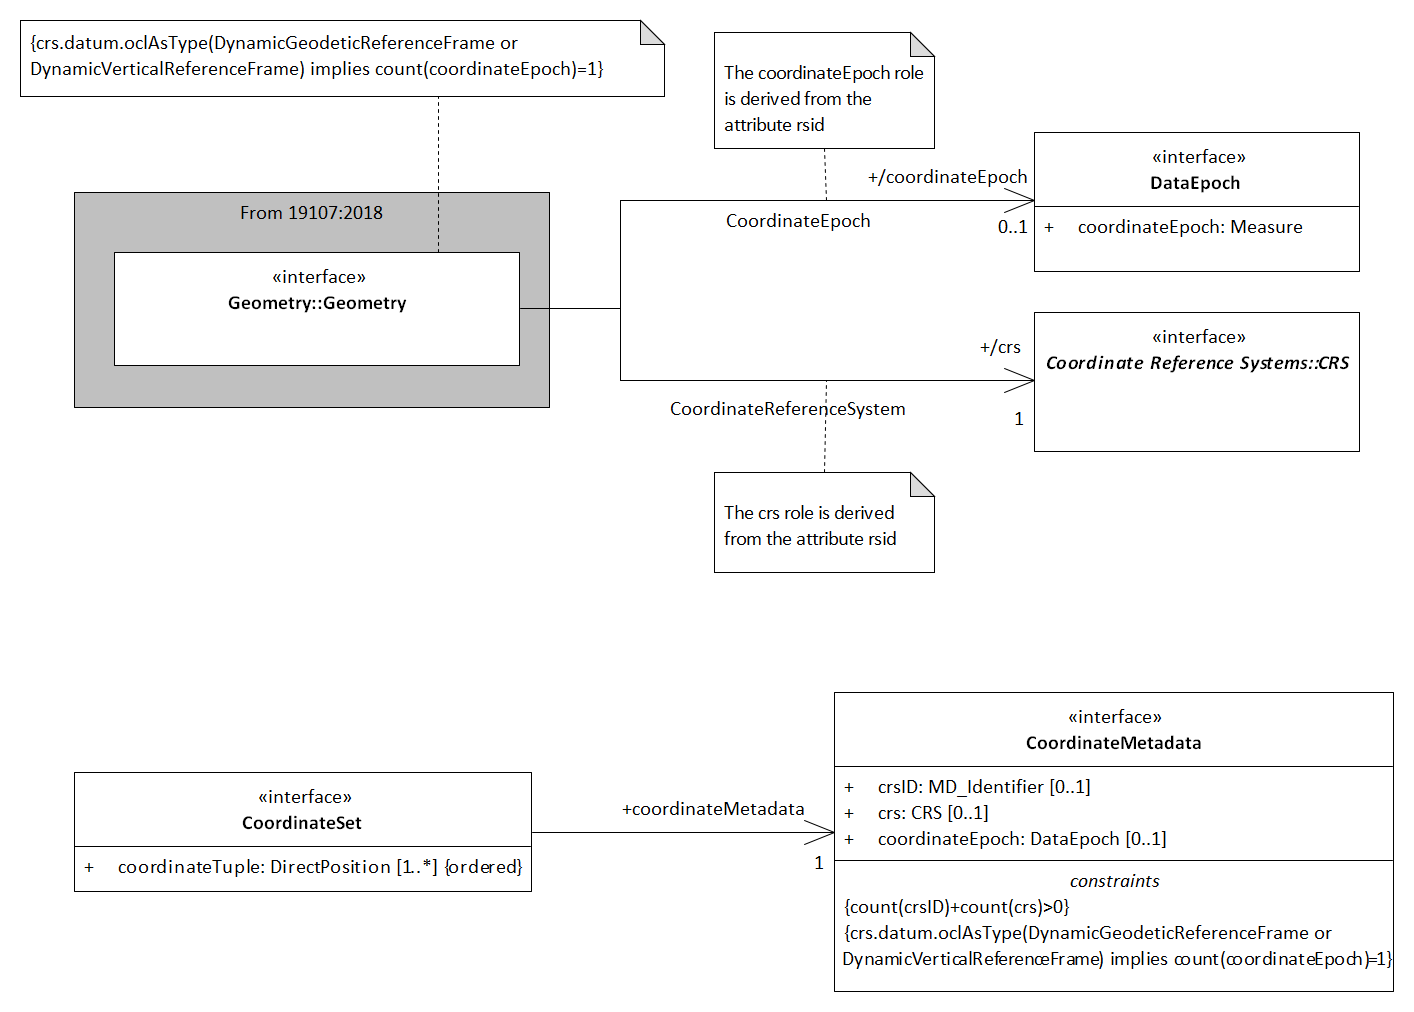 {crs.datum.oclAsType(DynamicGeodeticReferenceFrame or
DynamicVerticalReferenceFrame) implies count(coordinateEpoch)=1}
The coordinateEpoch role
is derived from the
attribute rsid
From 19107:2018
«interface»
Geometry::Geometry
+/coordinateEpoch
CoordinateEpoch
0..1
«interface»
DataEpoch
+ coordinateEpoch: Measure
+/crs
CoordinateReferenceSystem
1
«interface»
Coordinate Reference Systems::CRS
The crs role is derived
from the attribute rsid
«interface»
CoordinateSet
+ coordinateTuple: DirectPosition [1..*] {ordered}
+coordinateMetadata
1
«interface»
CoordinateMetadata
+ crsID: MD_Identifier [0..1]
+ crs: CRS [0..1]
+ coordinateEpoch: DataEpoch [0..1]
constraints
{count(crsID)+count(crs)>0}
{crs.datum.oclAsType(DynamicGeodeticReferenceFrame or
DynamicVerticalReferenceFrame) implies count(coordinateEpoch)=1}